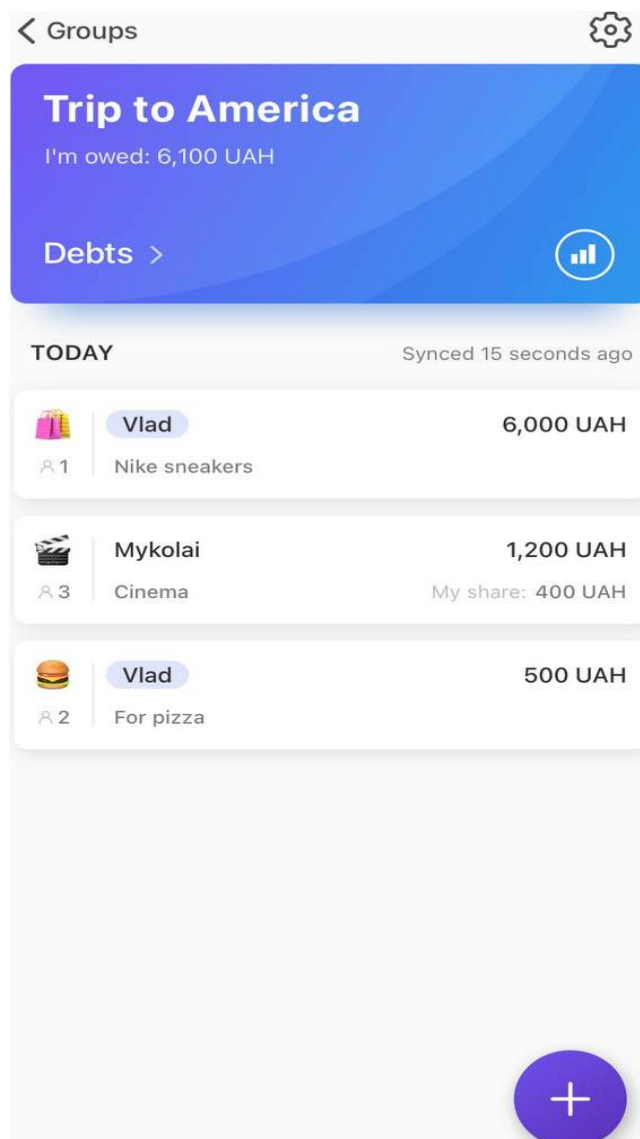 Groups
Trip to America
I'm owed: 6,100 UAH
Debts >
TODAY Synced 15 seconds ago
Vlad 6,000 UAH
1 Nike sneakers
Mykolai 1,200 UAH
3 Cinema My share: 400 UAH
Vlad 500 UAH
2 For pizza